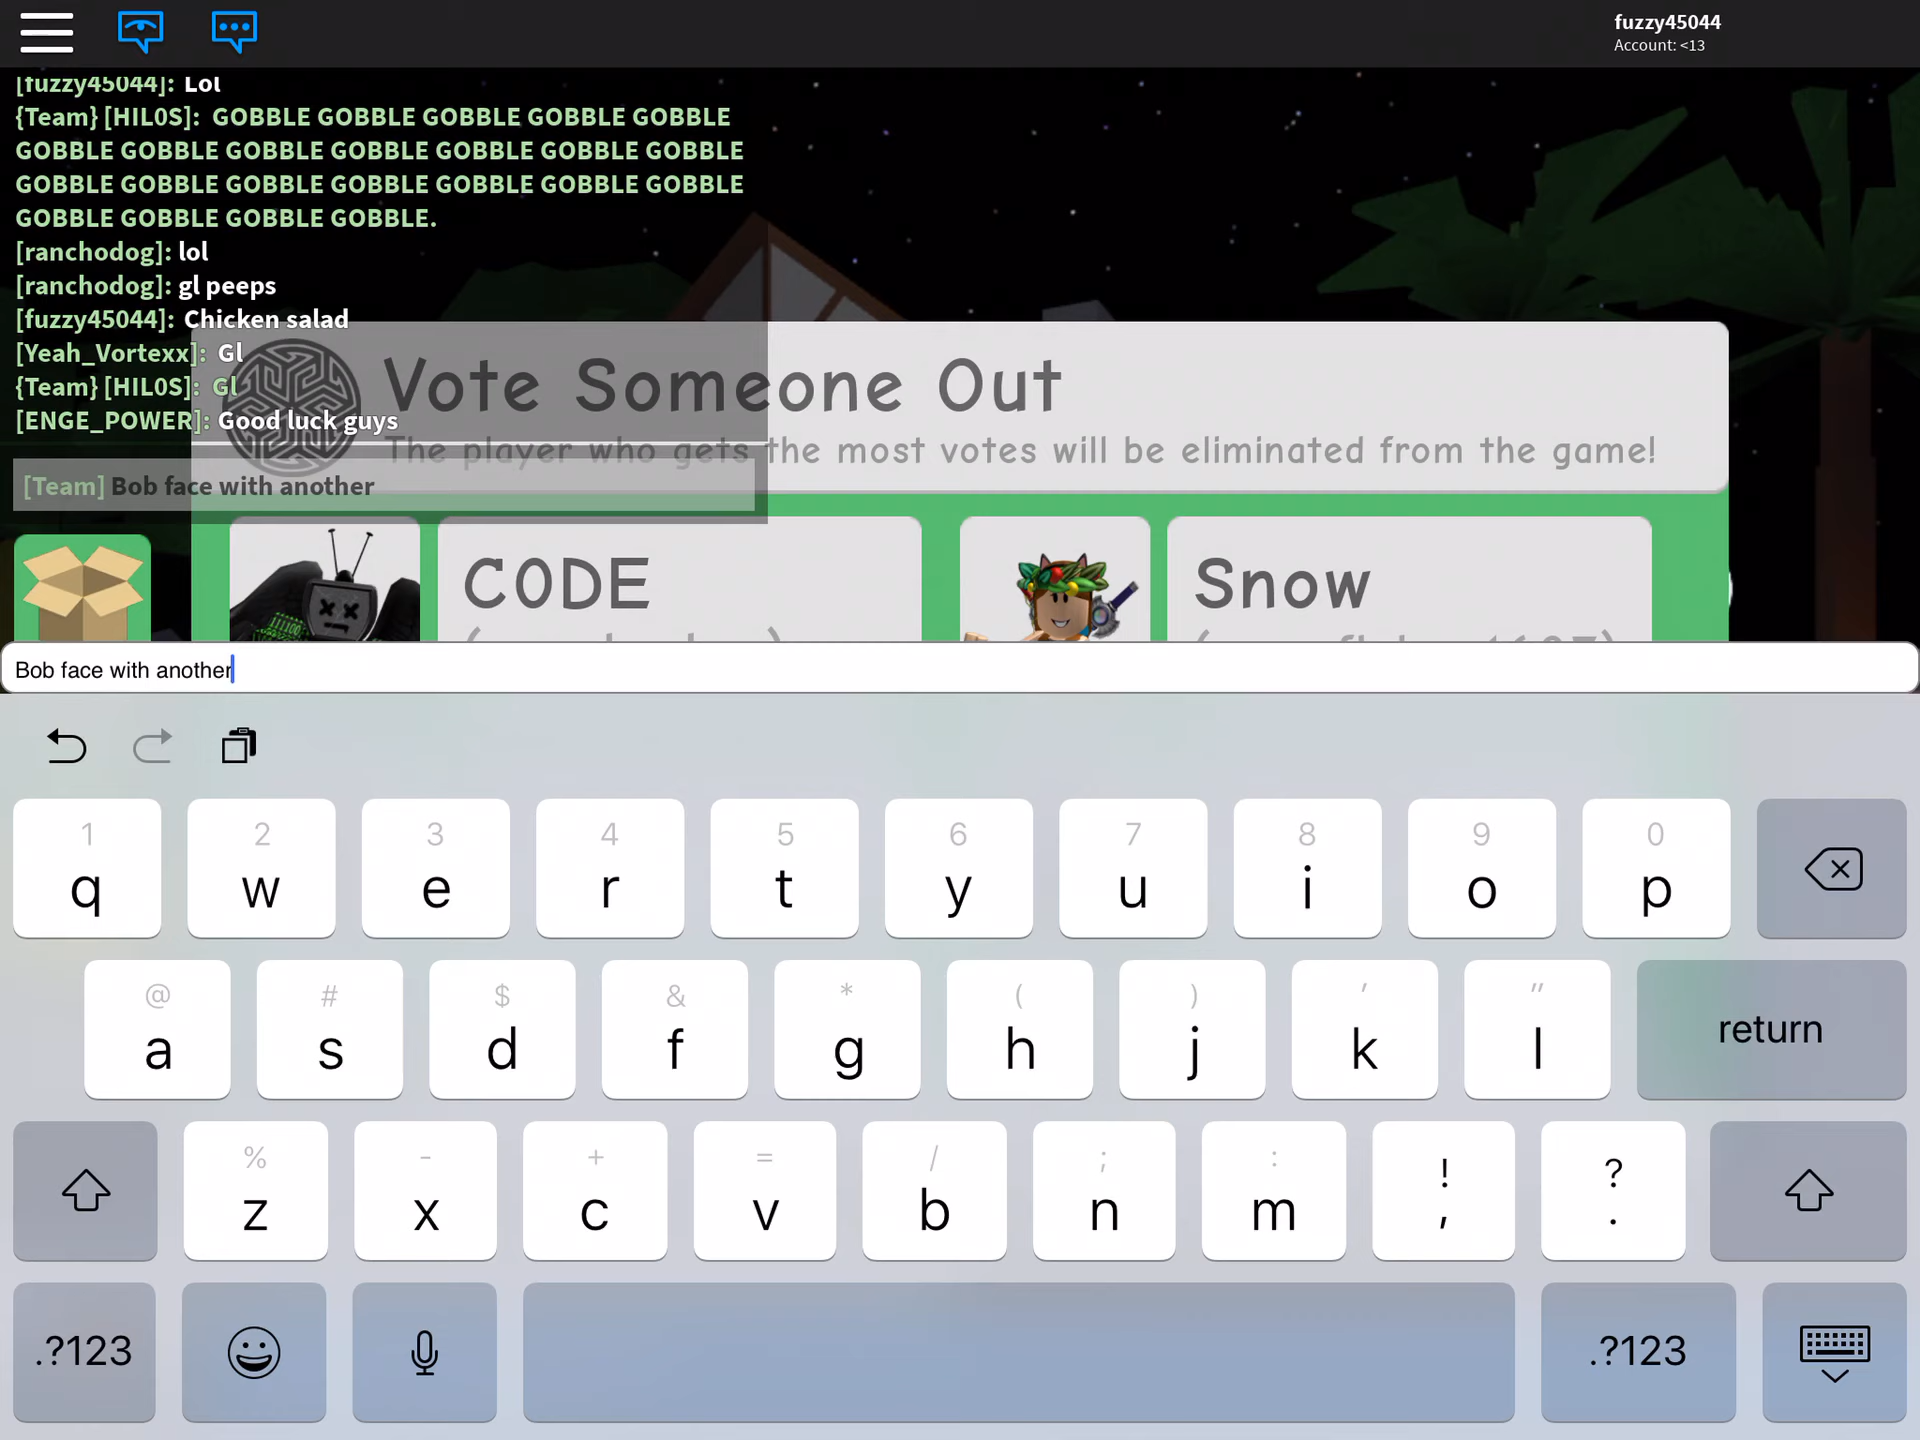 fuzzy45044
Account: <13
[fuzzy45044]: Lol
{Team} [HIL0S]: GOBBLE GOBBLE GOBBLE GOBBLE GOBBLE
GOBBLE GOBBLE GOBBLE GOBBLE GOBBLE GOBBLE GOBBLE
GOBBLE GOBBLE GOBBLE GOBBLE GOBBLE GOBBLE GOBBLE
GOBBLE GOBBLE GOBBLE GOBBLE.
[ranchodog]: lol
[ranchodog]: gl peeps
[fuzzy45044]: Chicken salad
[Yeah_Vortexx]: Gl
{Team} [HIL0S]: Gl
[ENGE_POWER]: Good luck guys
Vote Someone Out
The player who gets the most votes will be eliminated from the game!
[Team] Bob face with another
C0DE
Snow
Bob face with another
1 2 3 4 5 6 7 8 9 0
q w e r t y u i o p
@ # $ & * ( ) ' "
a s d f g h j k l return
% - + = / ; : ! ?
z x c v b n m , .
.?123 .?123